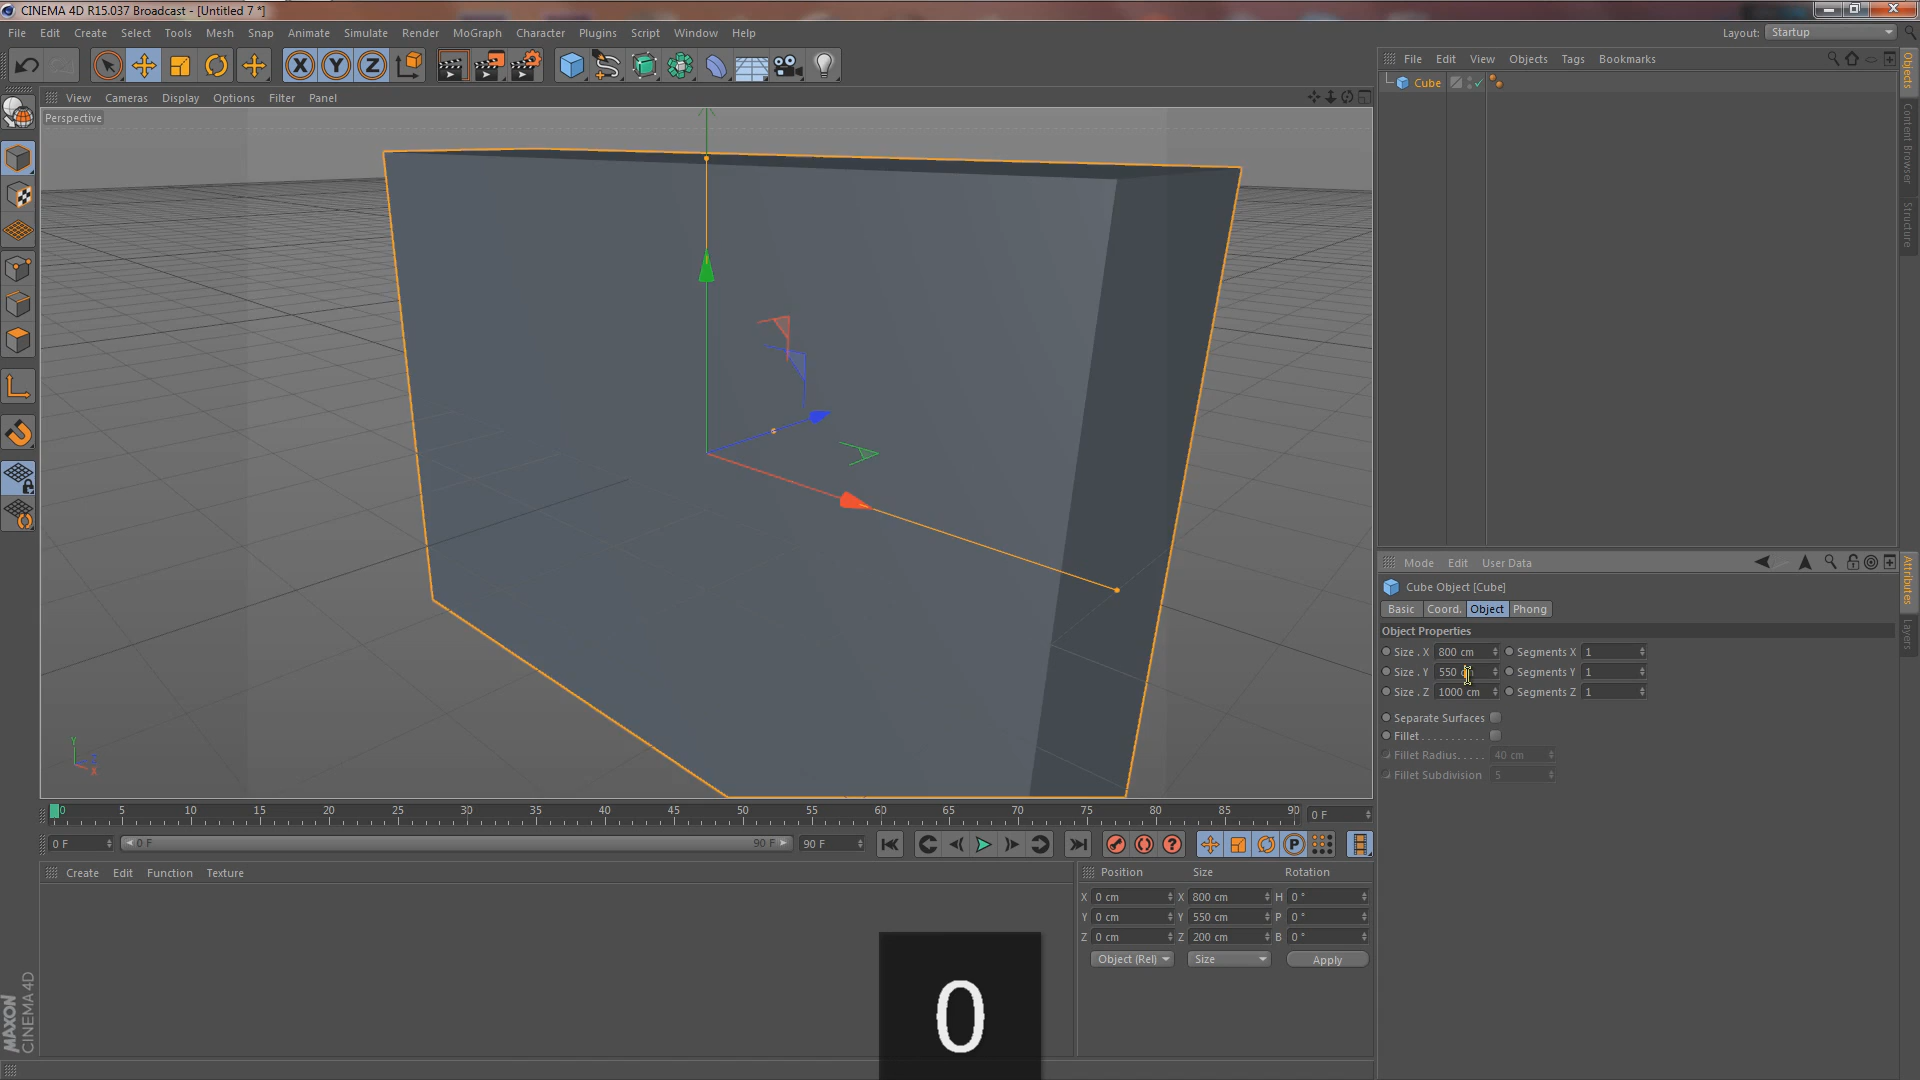 CINEMA 4D R15.037 Broadcast - [Untitled 7 *]
File Edit Create Select Tools Mesh Snap Animate Simulate Render MoGraph Character Plugins Script Window Help
Layout: Startup
File Edit View Objects Tags Bookmarks
Cube
View Cameras Display Options Filter Panel
Perspective
Y
X
Objects
Content Browser
Structure
Mode Edit User Data
Cube Object [Cube]
Basic Coord. Object Phong
Object Properties
Size . X 800 cm Segments X 1
Size . Y 550 Segments Y 1
Size . Z 1000 cm Segments Z 1
Separate Surfaces
Fillet . . . . . . . . . . .
Fillet Radius. . . . . 40 cm
Fillet Subdivision 5
Attributes
Layers
0 5 10 15 20 25 30 35 40 45 50 55 60 65 70 75 80 85 90 0 F
0 F 0 F 90 F 90 F
P
Create Edit Function Texture
Position Size Rotation
X 0 cm X 800 cm H 0 °
Y 0 cm Y 550 cm P 0 °
Z 0 cm Z 200 cm B 0 °
Object (Rel) Size Apply
MAXON
CINEMA 4D
0